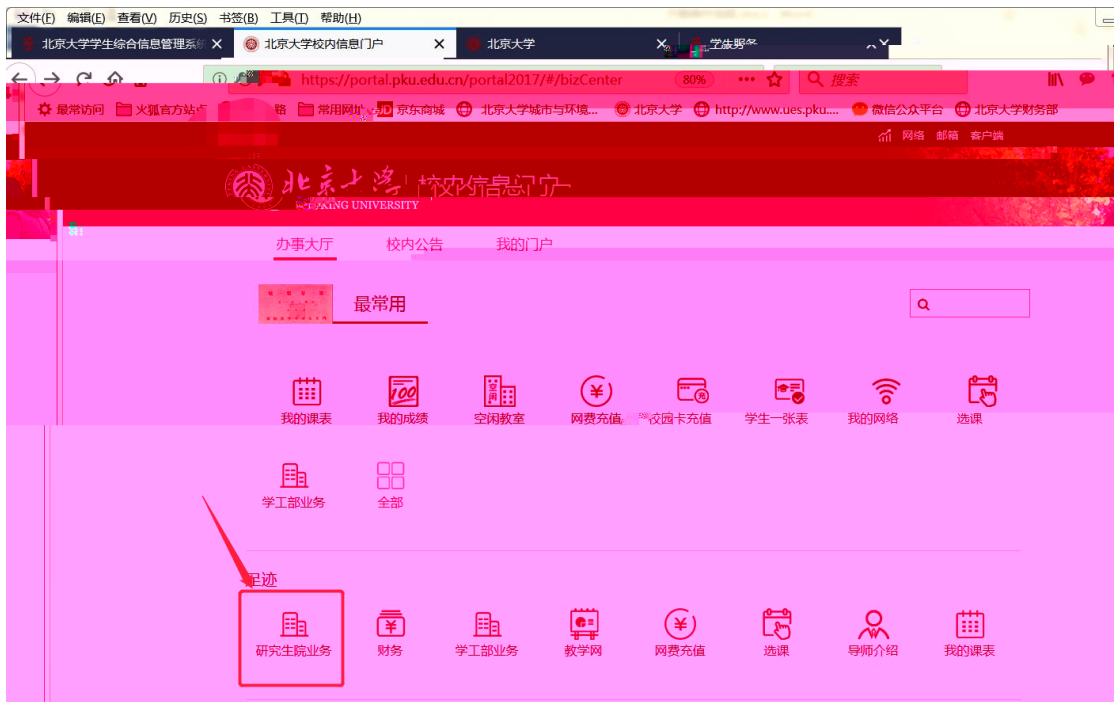 文件(F) 编辑(E) 查看(V) 历史(S) 书签(B) 工具(T) 帮助(H)
北京大学学生综合信息管理系统 北京大学校内信息门户 北京大学 学生服务
https://portal.pku.edu.cn/portal2017/#/bizCenter 80% 搜索
最常访问 火狐官方站点 常用网址 JD 京东商城 北京大学城市与环境... 北京大学 http://www.ues.pku.... 微信公众平台 北京大学财务部
网络 邮箱 客户端
北京大学 校内信息门户
PEKING UNIVERSITY
办事大厅 校内公告 我的门户
最常用
我的课表 我的成绩 空闲教室 网费充值 校园卡充值 学生一张表 我的网络 选课
学工部业务 全部
足迹
研究生院业务 财务 学工部业务 教学网 网费充值 选课 导师介绍 我的课表